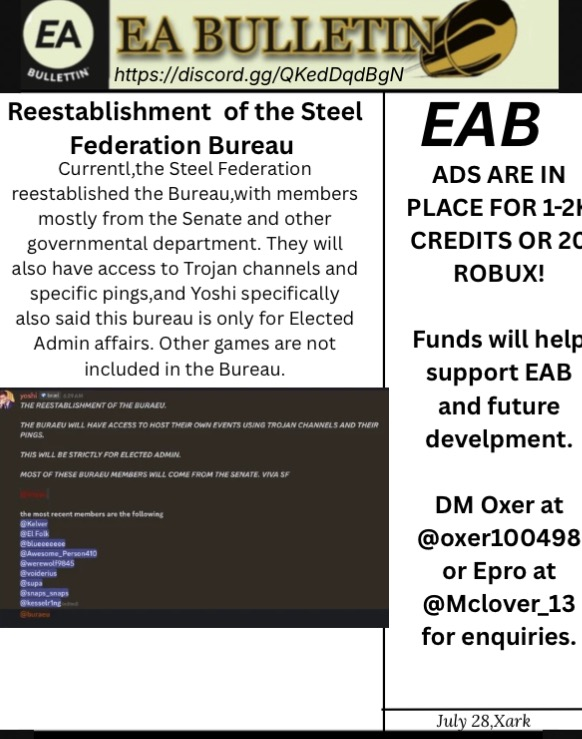 EA
BULLETTIN
EA BULLETIN
https://discord.gg/QKedDqdBgN
Reestablishment of the Steel
Federation Bureau
Currentl,the Steel Federation
reestablished the Bureau,with members
mostly from the Senate and other
governmental department. They will
also have access to Trojan channels and
specific pings,and Yoshi specifically
also said this bureau is only for Elected
Admin affairs. Other games are not
included in the Bureau.
yoshi
THE REESTABLISHMENT OF THE BURAEU.
THE BURAEU WILL HAVE ACCESS TO HOST THEIR OWN EVENTS USING TROJAN CHANNELS AND THEIR
PINGS.
THIS WILL BE STRICTLY FOR ELECTED ADMIN.
MOST OF THESE BURAEU MEMBERS WILL COME FROM THE SENATE. VIVA SF
the most recent members are the following
@Kelver
@El Folk
@blueeeeeee
@Awesome_Person410
@werewolf9845
@voiderius
@supa
@snaps_snaps
@kesselr1ng (edited)
@buraeu
EAB
ADS ARE IN
PLACE FOR 1-2K
CREDITS OR 20
ROBUX!
Funds will help
support EAB
and future
develpment.
DM Oxer at
@oxer100498
or Epro at
@Mclover_13
for enquiries.
July 28,Xark